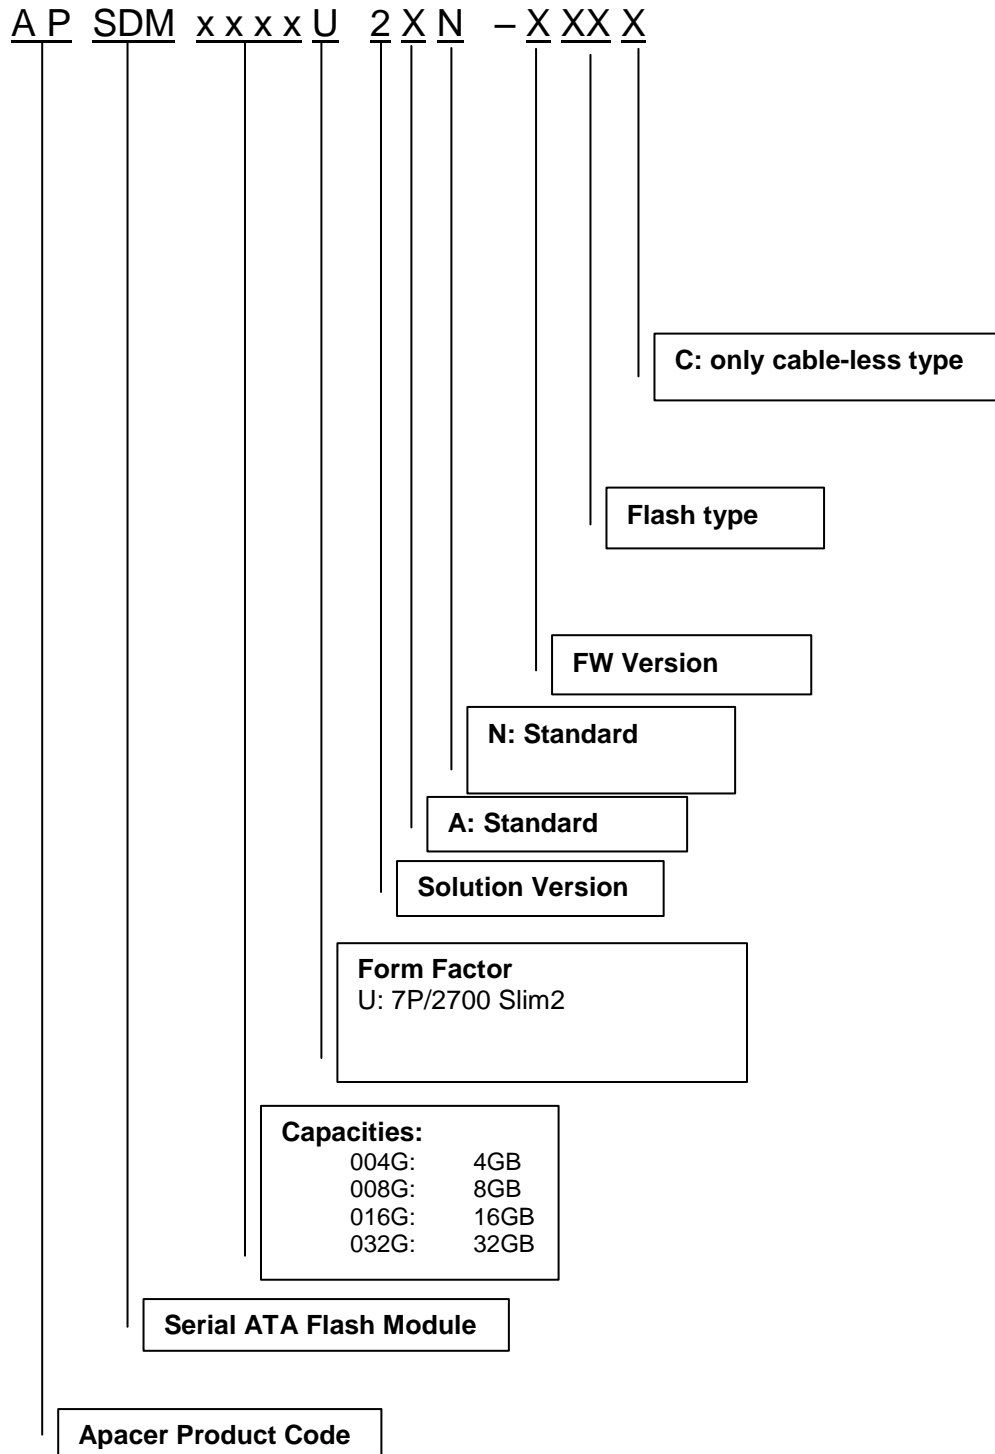 A P SDM x x x x U 2 X N – X XX X
C: only cable-less type
Flash type
FW Version
N: Standard
A: Standard
Solution Version
Form Factor
U: 7P/2700 Slim2
Capacities:
004G: 4GB
008G: 8GB
016G: 16GB
032G: 32GB
Serial ATA Flash Module
Apacer Product Code